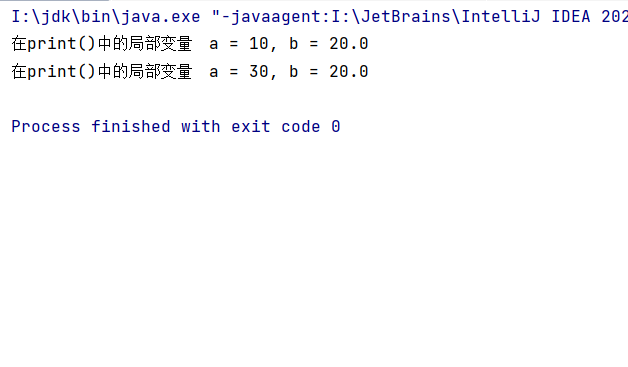 I:\jdk\bin\java.exe "-javaagent:I:\JetBrains\IntelliJ IDEA 202
在print()中的局部变量  a = 10, b = 20.0
在print()中的局部变量  a = 30, b = 20.0
Process finished with exit code 0